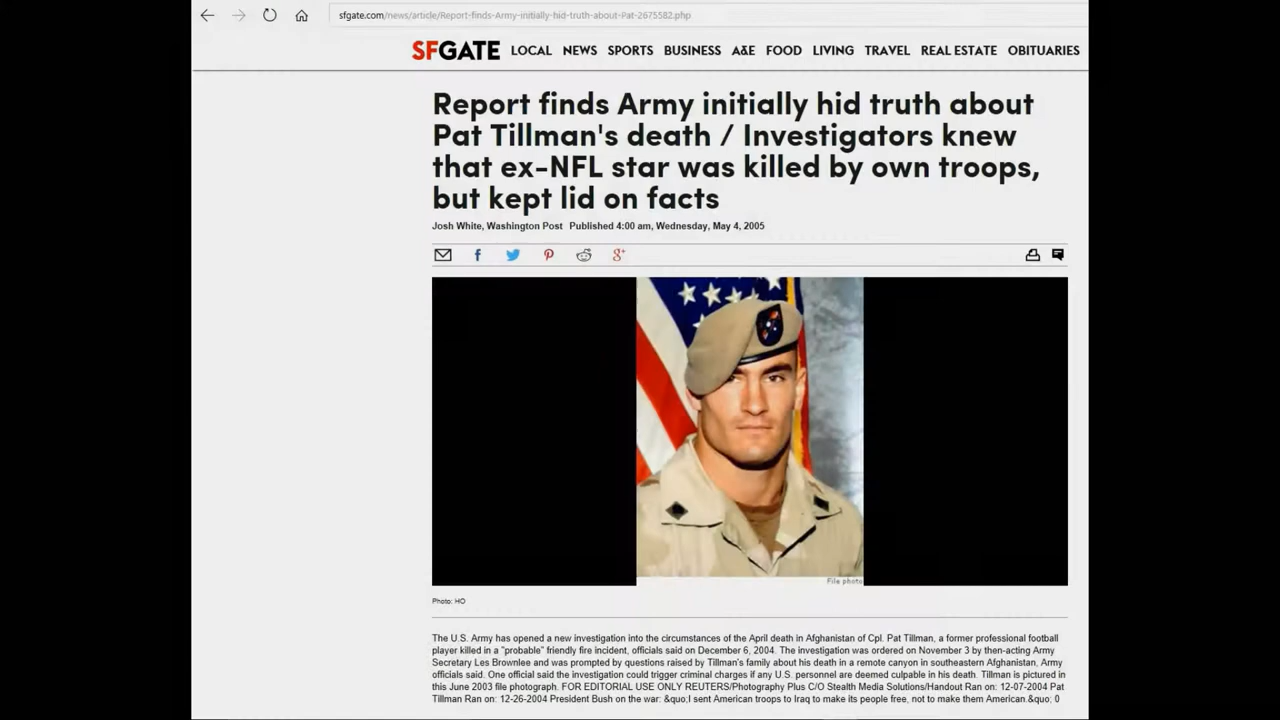 sfgate.com/news/article/Report-finds-Army-initially-hid-truth-about-Pat-2675582.php
SFGATE LOCAL NEWS SPORTS BUSINESS A&E FOOD LIVING TRAVEL REAL ESTATE OBITUARIES
Report finds Army initially hid truth about
Pat Tillman's death / Investigators knew
that ex-NFL star was killed by own troops,
but kept lid on facts
Josh White, Washington Post Published 4:00 am, Wednesday, May 4, 2005
File photo
Photo: HO
The U.S. Army has opened a new investigation into the circumstances of the April death in Afghanistan of Cpl. Pat Tillman, a former professional football
player killed in a "probable" friendly fire incident, officials said on December 6, 2004. The investigation was ordered on November 3 by then-acting Army
Secretary Les Brownlee and was prompted by questions raised by Tillman's family about his death in a remote canyon in southeastern Afghanistan, Army
officials said. One official said the investigation could trigger criminal charges if any U.S. personnel are deemed culpable in his death. Tillman is pictured in
this June 2003 file photograph. FOR EDITORIAL USE ONLY REUTERS/Photography Plus C/O Stealth Media Solutions/Handout Ran on: 12-07-2004 Pat
Tillman Ran on: 12-26-2004 President Bush on the war: &quo;I sent American troops to Iraq to make its people free, not to make them American.&quo; 0